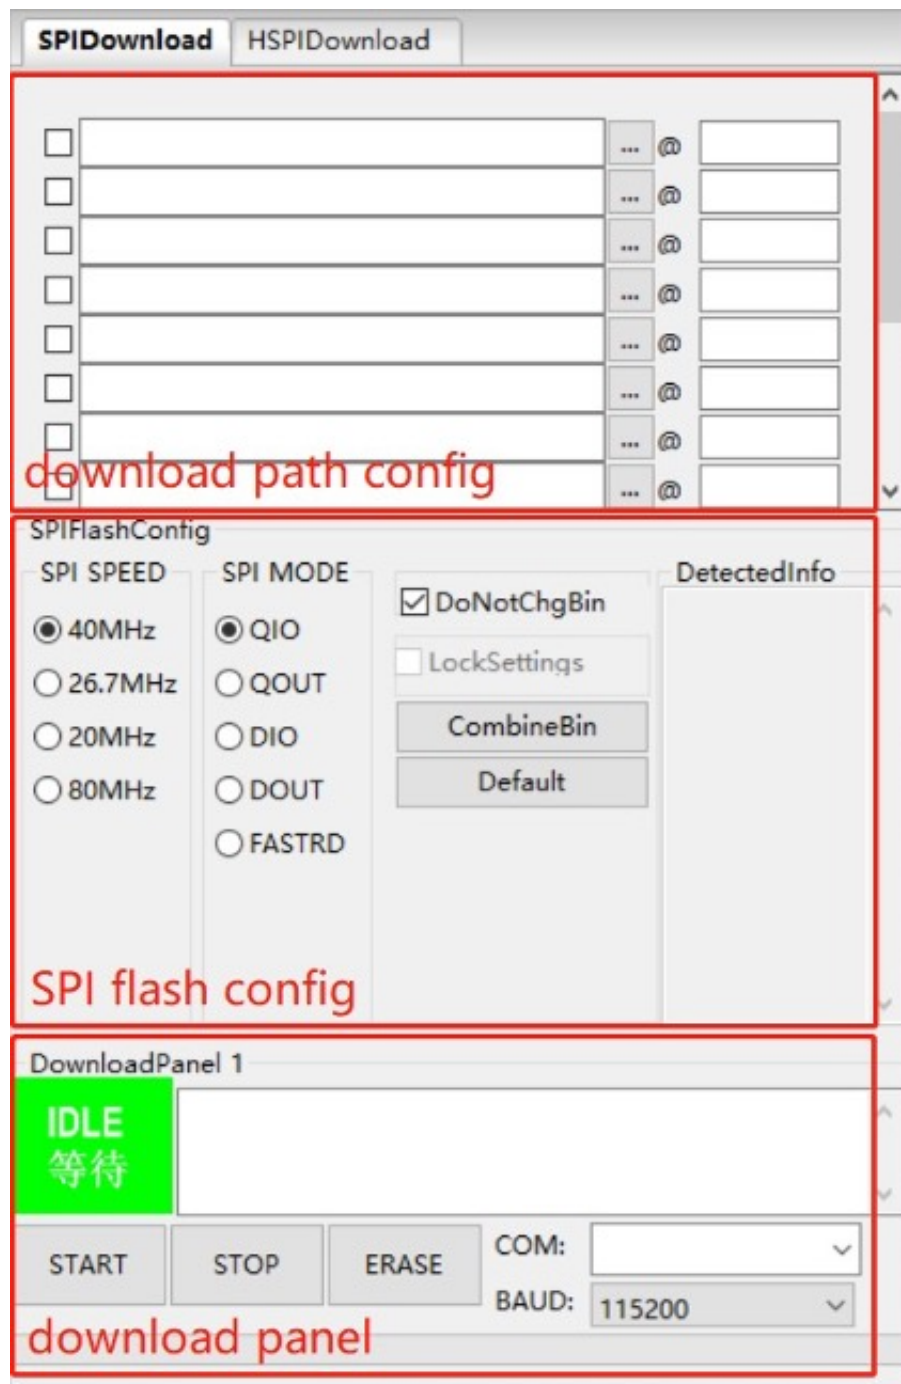 SPIDownload HSPIDownload
... @
... @
... @
... @
... @
... @
... @
download path config
... @
SPIFlashConfig
SPI SPEED SPI MODE DetectedInfo
DoNotChgBin
40MHz QIO
LockSettings
26.7MHz QOUT
CombineBin
20MHz DIO
Default
80MHz DOUT
FASTRD
SPI flash config
DownloadPanel 1
IDLE
等待
START STOP ERASE COM:
BAUD: 115200
download panel